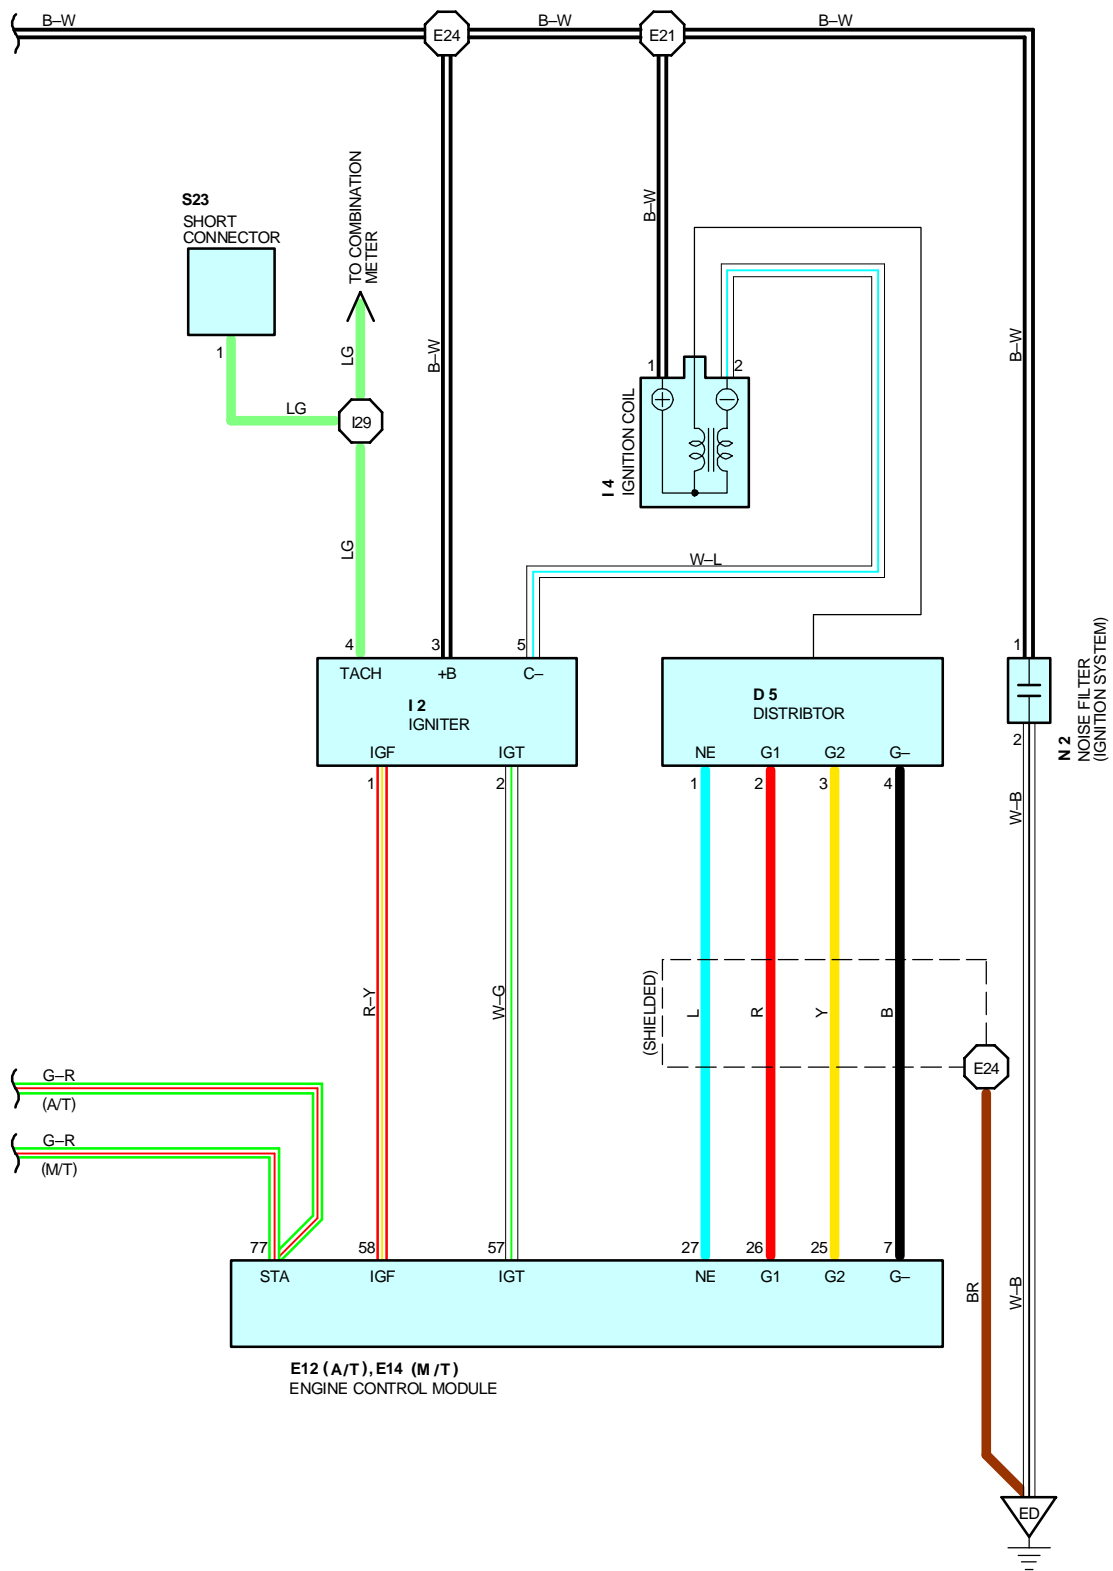 B–W
B–W
B–W
E24
E21
S23
SHORT
CONNECTOR
TO COMBINATION
METER
B–W
1
LG
B–W
B–W
1
2
LG
I29
I 4
IGNITION COIL
LG
W–L
4
3
5
1
TACH
+B
C–
I 2
IGNITER
D 5
DISTRIBTOR
N 2
NOISE FILTER
(IGNITION SYSTEM)
IGF
IGT
NE
G1
G2
G–
2
1
2
1
2
3
4
W–B
R–Y
W–G
(SHIELDED)
L
R
Y
B
E24
G–R
(A/T)
G–R
(M/T)
77
58
57
27
26
25
7
STA
IGF
IGT
NE
G1
G2
G–
BR
W–B
E12 (A/T), E14 (M/T)
ENGINE CONTROL MODULE
ED